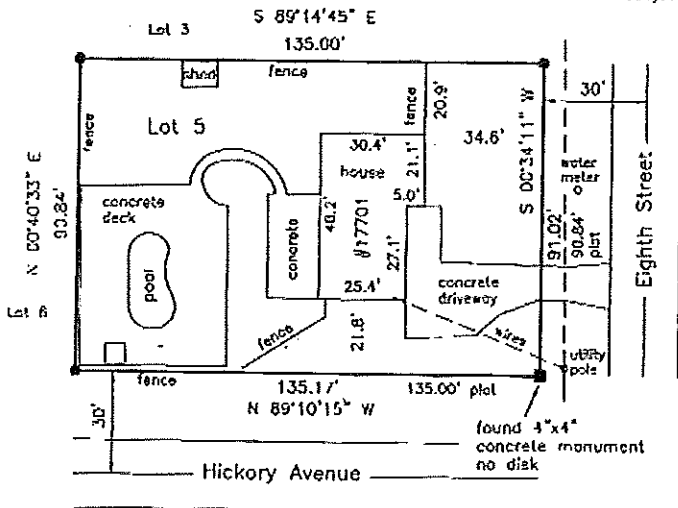 S 89°14'45" E
Lot 3
135.00'
shed
fence
fence
20.9'
30'
Lot 5
34.6'
fence
30.4'
21.1'
house
water
meter
S 00°34'11" W
N 00°40'33" E
90.84'
concrete
deck
5.0'
48.2'
#17701
concrete
27.1'
91.02'
90.84'
plat
Eighth Street
pool
25.4'
concrete
driveway
fence
21.8'
wires
utility
pole
fence
135.17'
135.00' plat
N 89°10'15" W
30'
found 4"x4"
concrete monument
no disk
Hickory Avenue